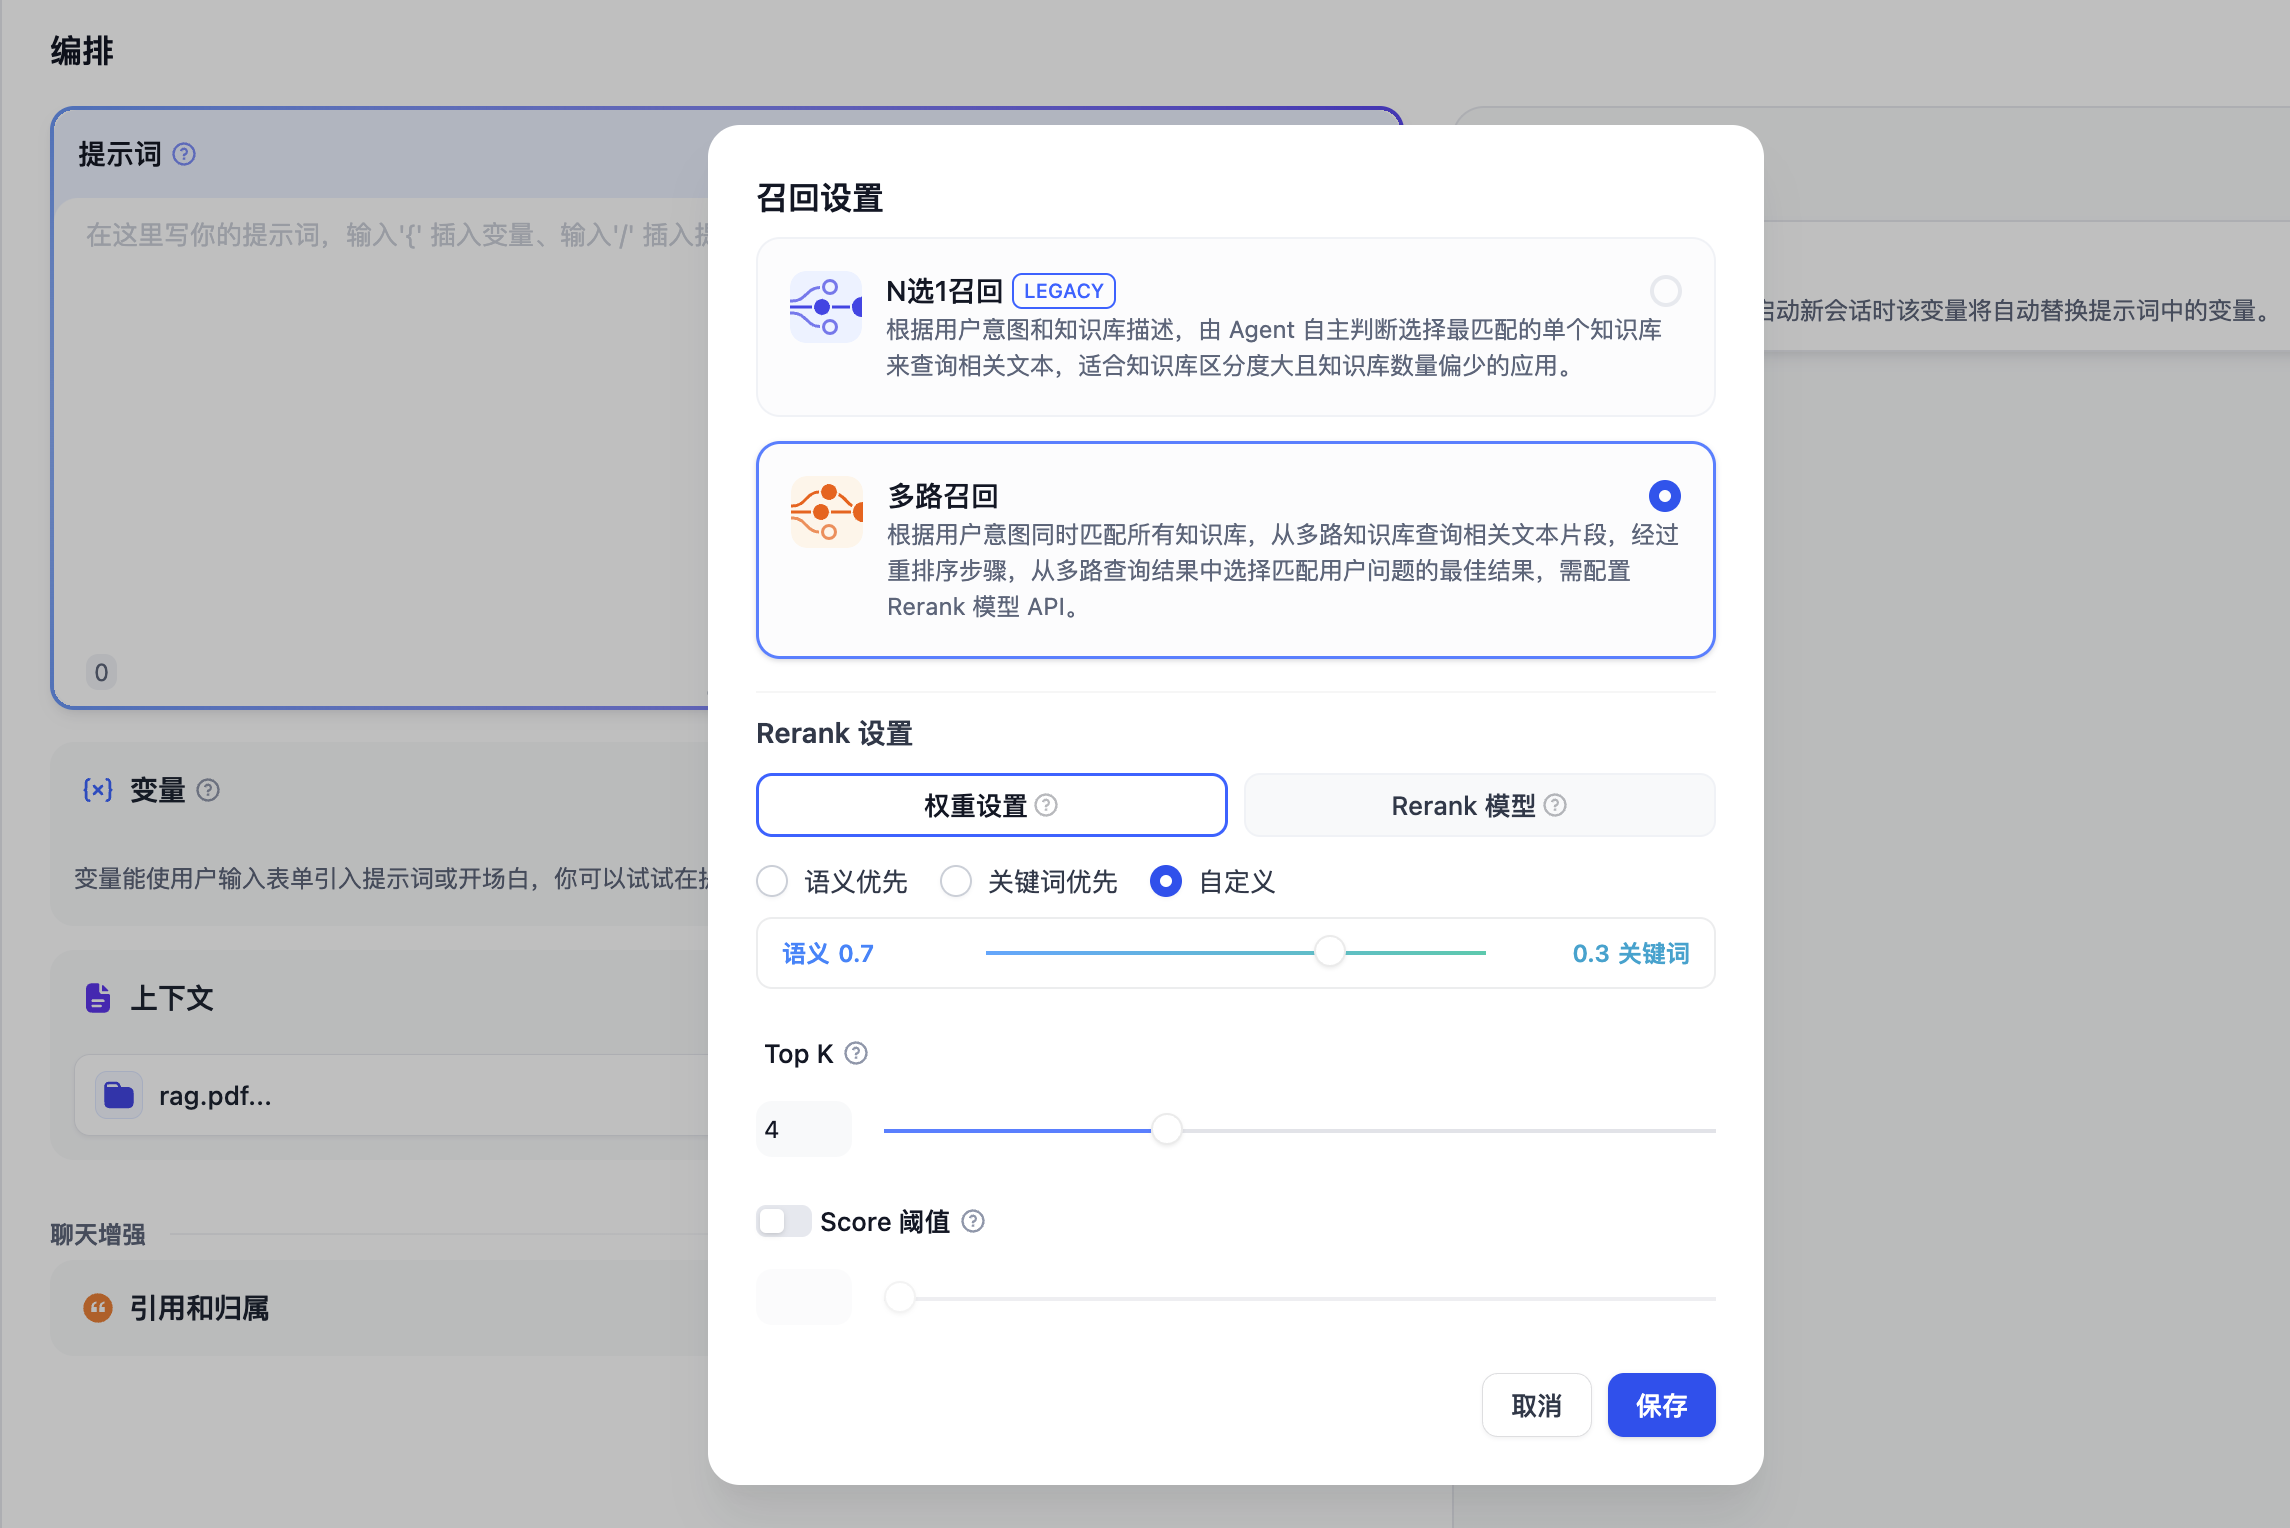 编排
提示词
在这里写你的提示词，输入'{' 插入变量、输入'/' 插入
0
变量
变量能使用户输入表单引入提示词或开场白，你可以试试在
上下文
rag.pdf...
聊天增强
引用和归属
召回设置
N选1召回 LEGACY
根据用户意图和知识库描述，由 Agent 自主判断选择最匹配的单个知识库
来查询相关文本，适合知识库区分度大且知识库数量偏少的应用。
多路召回
根据用户意图同时匹配所有知识库，从多路知识库查询相关文本片段，经过
重排序步骤，从多路查询结果中选择匹配用户问题的最佳结果，需配置
Rerank 模型 API。
Rerank 设置
权重设置 Rerank 模型
语义优先 关键词优先 自定义
语义 0.7 0.3 关键词
Top K
4
Score 阈值
取消 保存
启动新会话时该变量将自动替换提示词中的变量。